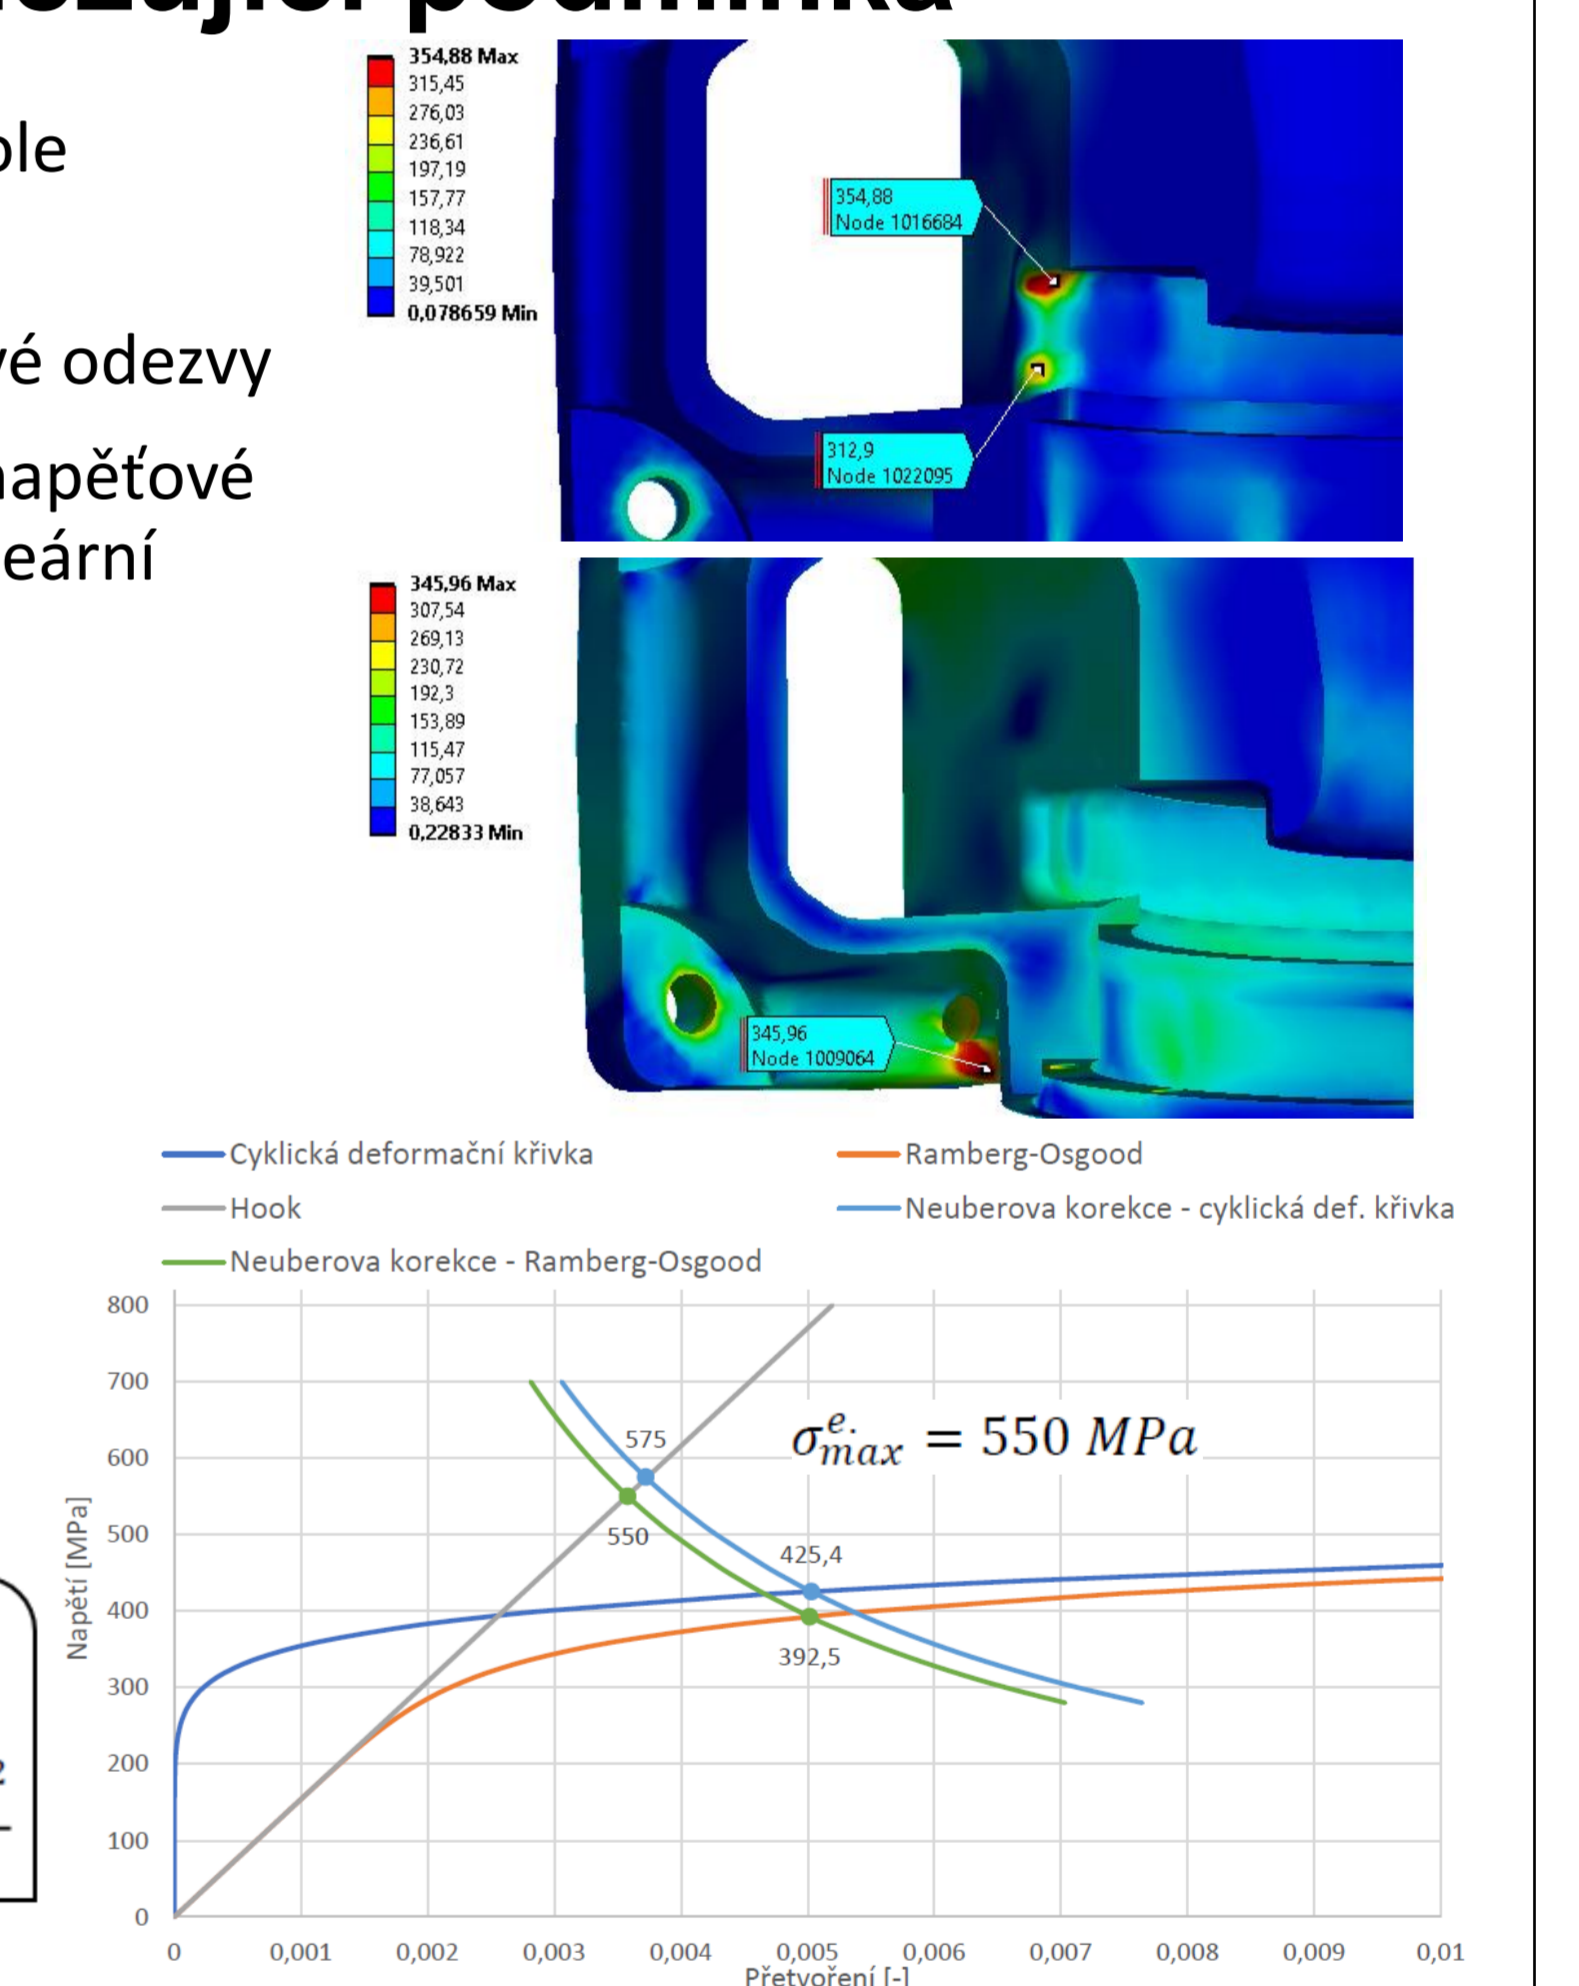 354,88 Max
315,45
276,03
236,61
197,19
157,77
118,34
78,922
39,501
0,078659 Min
354,88
Node 1016684
312,9
Node 1022095
odezvy
345,96 Max
307,54
269,13
230,72
192,3
153,89
115,47
77,057
38,643
0,22833 Min
345,96
Node 1009064
Cyklická deformační křivka
Ramberg-Osgood
Hook
Neuberova korekce - cyklická def. křivka
Neuberova korekce - Ramberg-Osgood
Napětí [MPa]
800
700
600
500
400
300
200
100
0
575
550
425,4
392,5
σ^e._max = 550 MPa
0 0,001 0,002 0,003 0,004 0,005 0,006 0,007 0,008 0,009 0,01
Přetvoření [-]